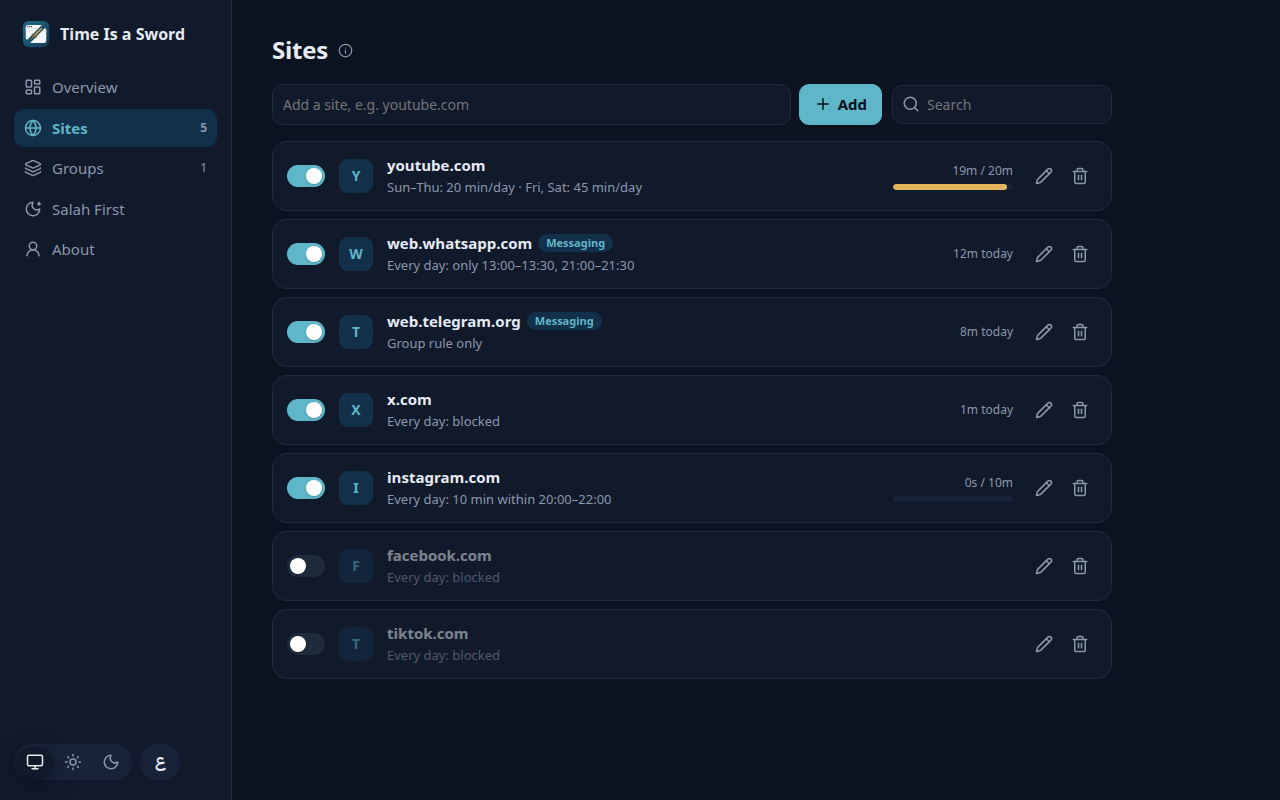 Time Is a Sword
Overview
Sites 5
Groups 1
Salah First
About
ع
Sites
Add a site, e.g. youtube.com
Add
Search
Y
youtube.com
Sun–Thu: 20 min/day · Fri, Sat: 45 min/day
19m / 20m
W
web.whatsapp.com Messaging
Every day: only 13:00–13:30, 21:00–21:30
12m today
T
web.telegram.org Messaging
Group rule only
8m today
X
x.com
Every day: blocked
1m today
I
instagram.com
Every day: 10 min within 20:00–22:00
0s / 10m
F
facebook.com
Every day: blocked
T
tiktok.com
Every day: blocked